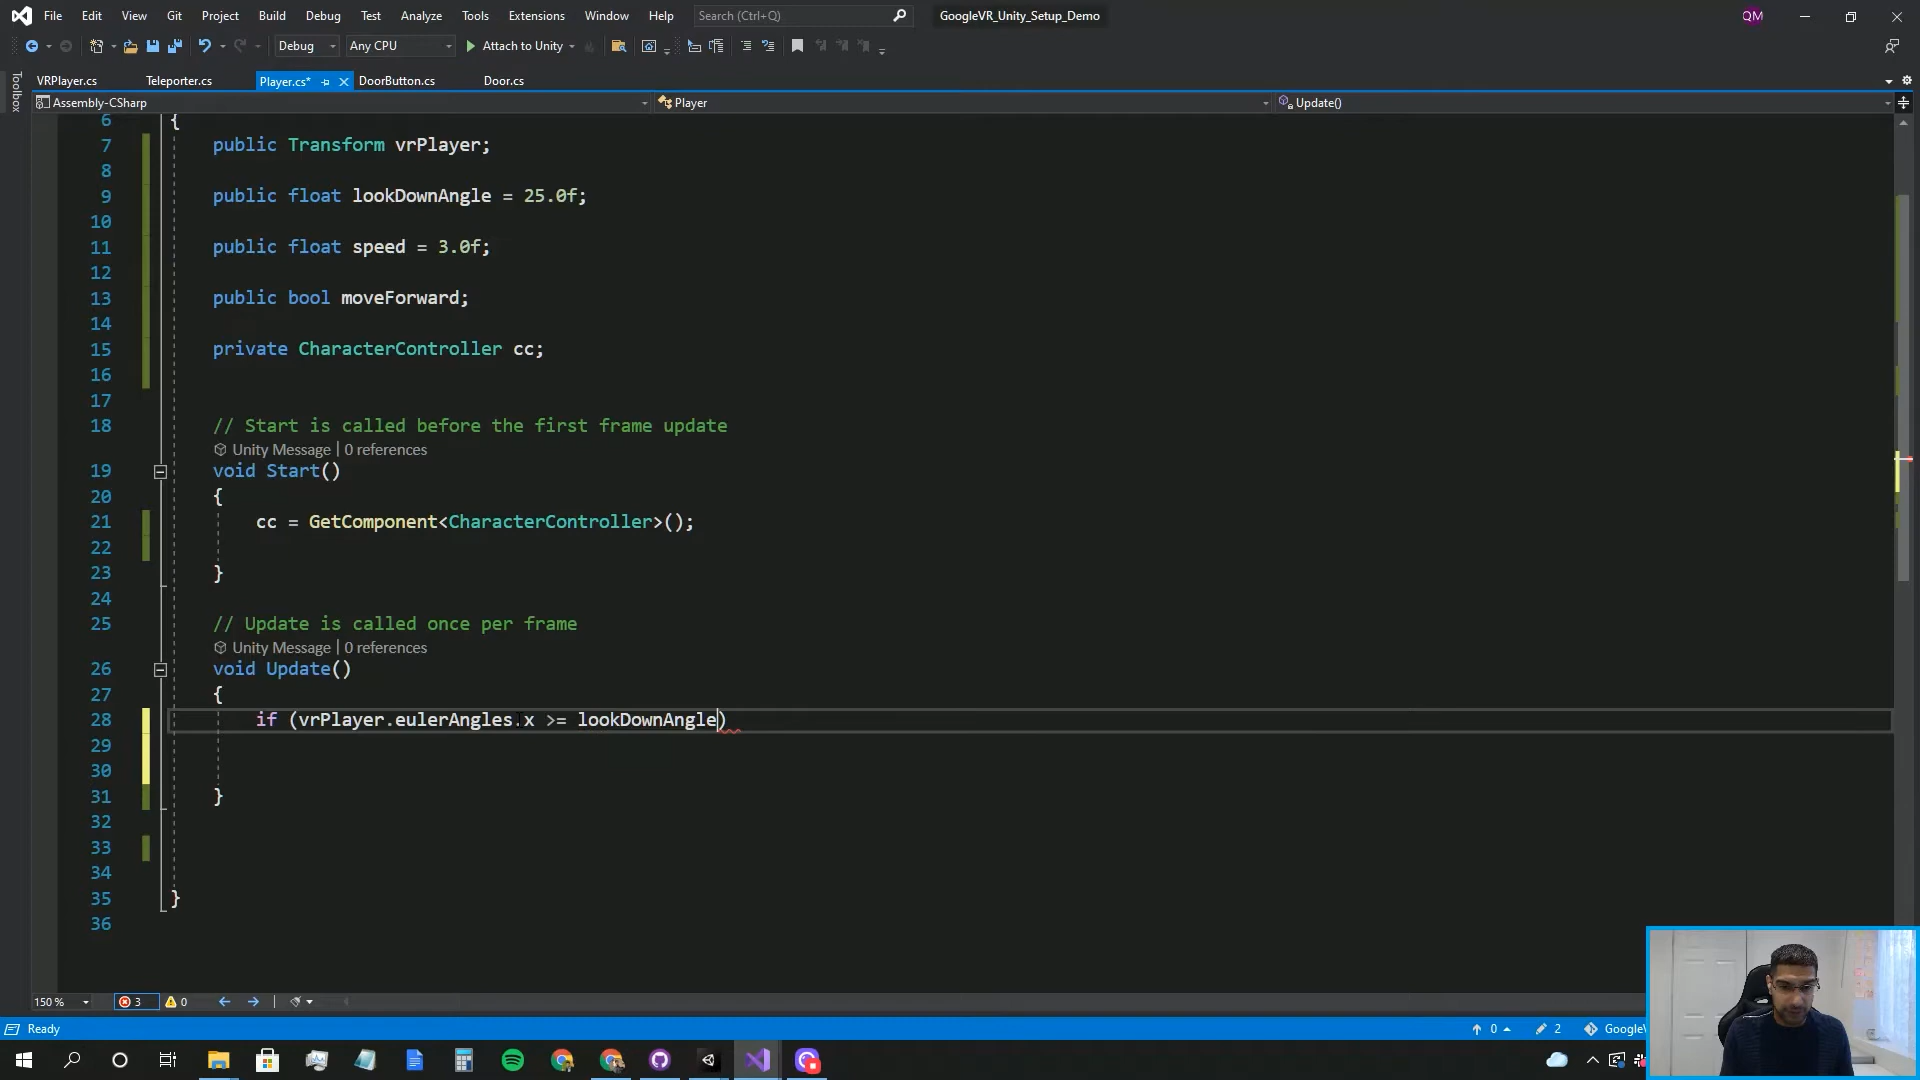 File Edit View Git Project Build Debug Test Analyze Tools Extensions Window Help Search (Ctrl+Q) GoogleVR_Unity_Setup_Demo QM
Debug Any CPU Attach to Unity
Toolbox
VRPlayer.cs Teleporter.cs Player.cs* DoorButton.cs Door.cs
Assembly-CSharp Player Update()
6 {
7 public Transform vrPlayer;
8
9 public float lookDownAngle = 25.0f;
10
11 public float speed = 3.0f;
12
13 public bool moveForward;
14
15 private CharacterController cc;
16
17
18 // Start is called before the first frame update
Unity Message | 0 references
19 void Start()
20 {
21 cc = GetComponent<CharacterController>();
22
23 }
24
25 // Update is called once per frame
Unity Message | 0 references
26 void Update()
27 {
28 if (vrPlayer.eulerAngles.x >= lookDownAngle)
29
30
31 }
32
33
34
35 }
36
150 % 3 0
Ready 0 2 GoogleV